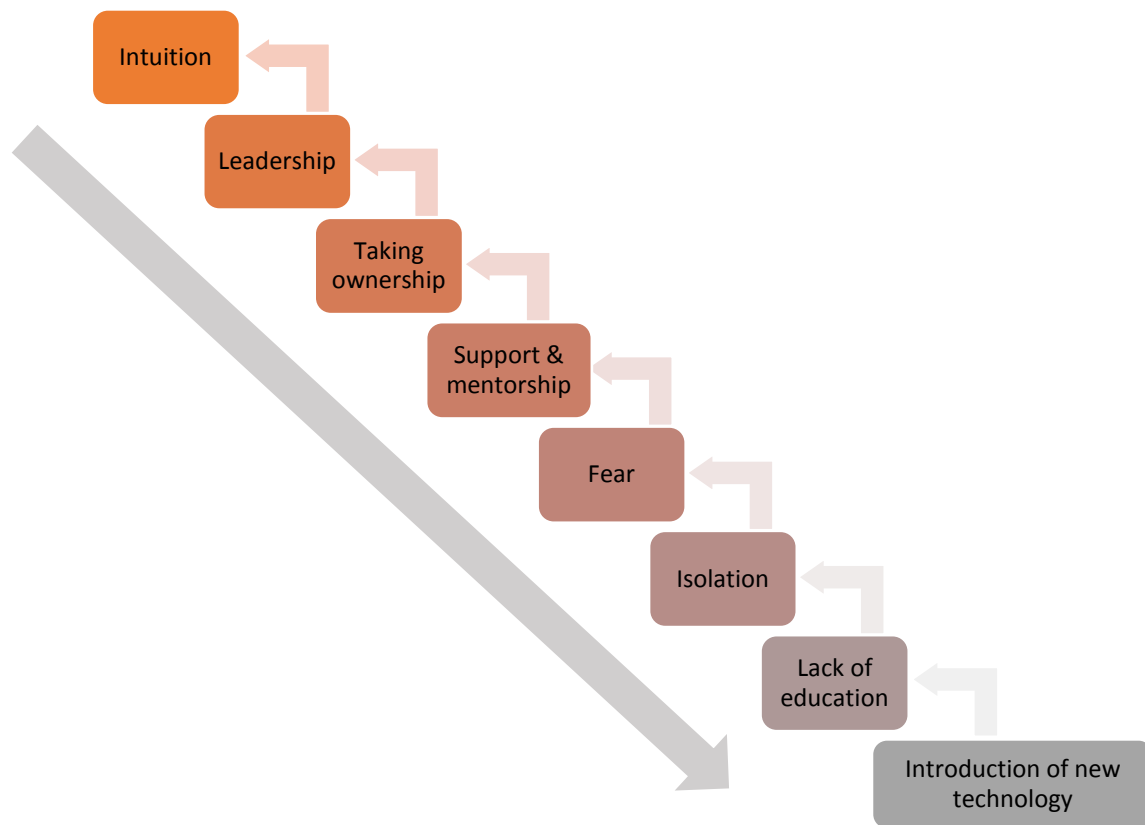 Intuition
Leadership
Taking
ownership
Support &
mentorship
Fear
Isolation
Lack of
education
Introduction of new
technology